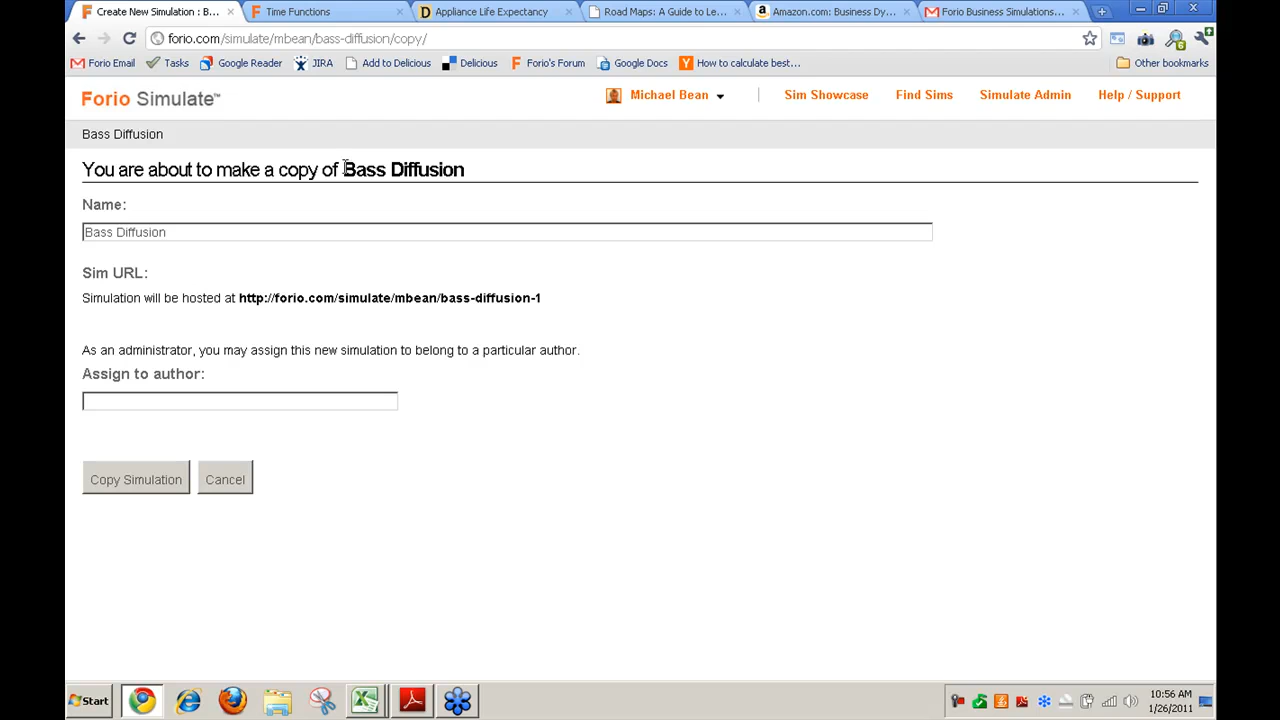 Create New Simulation : B...
Time Functions
Appliance Life Expectancy
Road Maps: A Guide to Le...
Amazon.com: Business Dy...
Forio Business Simulations...
forio.com/simulate/mbean/bass-diffusion/copy/
Forio Email
Tasks
Google Reader
JIRA
Add to Delicious
Delicious
Forio's Forum
Google Docs
How to calculate best...
Other bookmarks
Forio Simulate™
Michael Bean
Sim Showcase
Find Sims
Simulate Admin
Help / Support
Bass Diffusion
You are about to make a copy of Bass Diffusion
Name:
Bass Diffusion
Sim URL:
Simulation will be hosted at http://forio.com/simulate/mbean/bass-diffusion-1
As an administrator, you may assign this new simulation to belong to a particular author.
Assign to author:
Copy Simulation
Cancel
Start
10:56 AM
1/26/2011